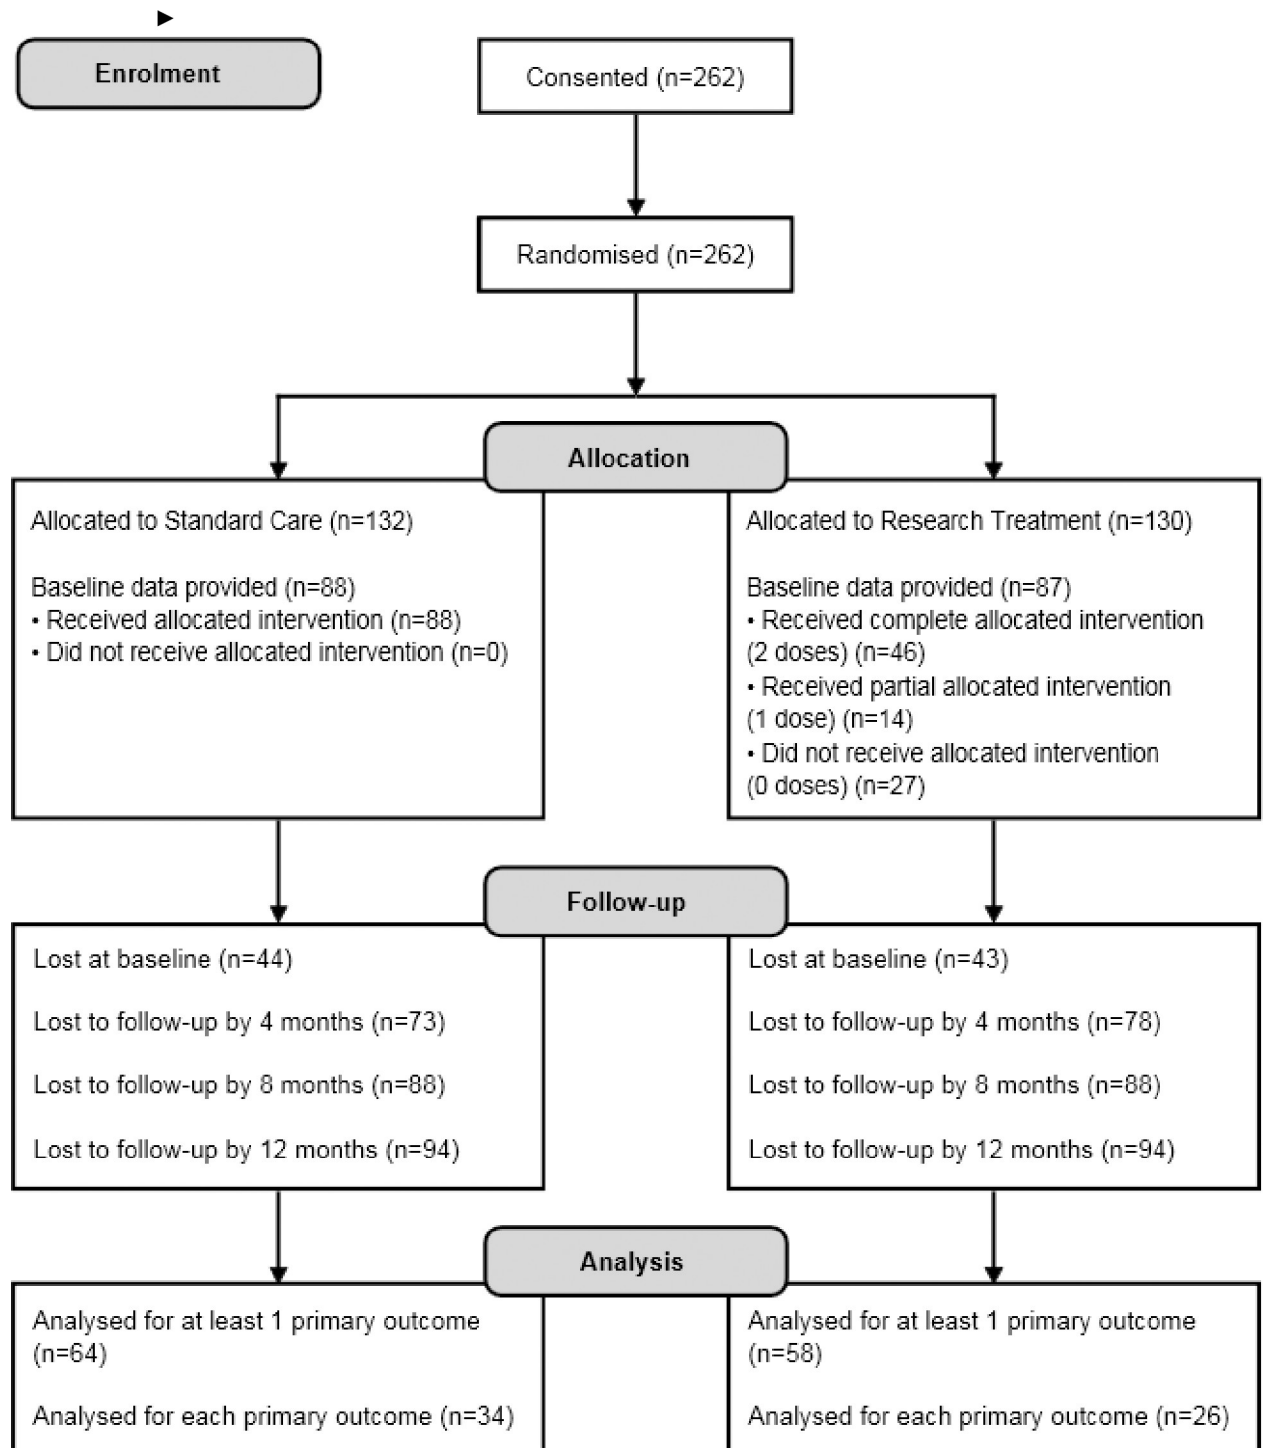 Enrolment
Consented (n=262)
Randomised (n=262)
Allocation
Allocated to Standard Care (n=132)
Baseline data provided (n=88)
• Received allocated intervention (n=88)
• Did not receive allocated intervention (n=0)
Allocated to Research Treatment (n=130)
Baseline data provided (n=87)
• Received complete allocated intervention
(2 doses) (n=46)
• Received partial allocated intervention
(1 dose) (n=14)
• Did not receive allocated intervention
(0 doses) (n=27)
Follow-up
Lost at baseline (n=44)
Lost to follow-up by 4 months (n=73)
Lost to follow-up by 8 months (n=88)
Lost to follow-up by 12 months (n=94)
Lost at baseline (n=43)
Lost to follow-up by 4 months (n=78)
Lost to follow-up by 8 months (n=88)
Lost to follow-up by 12 months (n=94)
Analysis
Analysed for at least 1 primary outcome
(n=64)
Analysed for each primary outcome (n=34)
Analysed for at least 1 primary outcome
(n=58)
Analysed for each primary outcome (n=26)